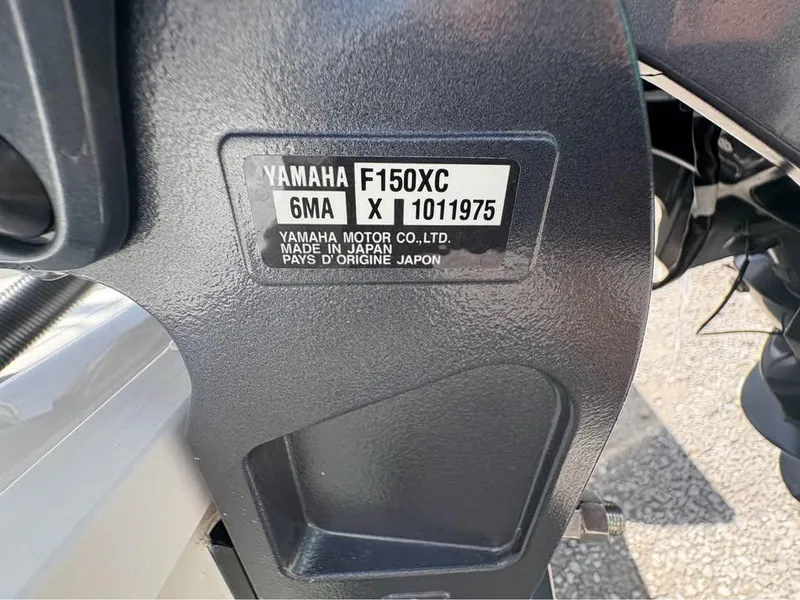 YAMAHA F150XC
6MA X 1011975
YAMAHA MOTOR CO.,LTD.
MADE IN JAPAN
PAYS D'ORIGINE JAPON